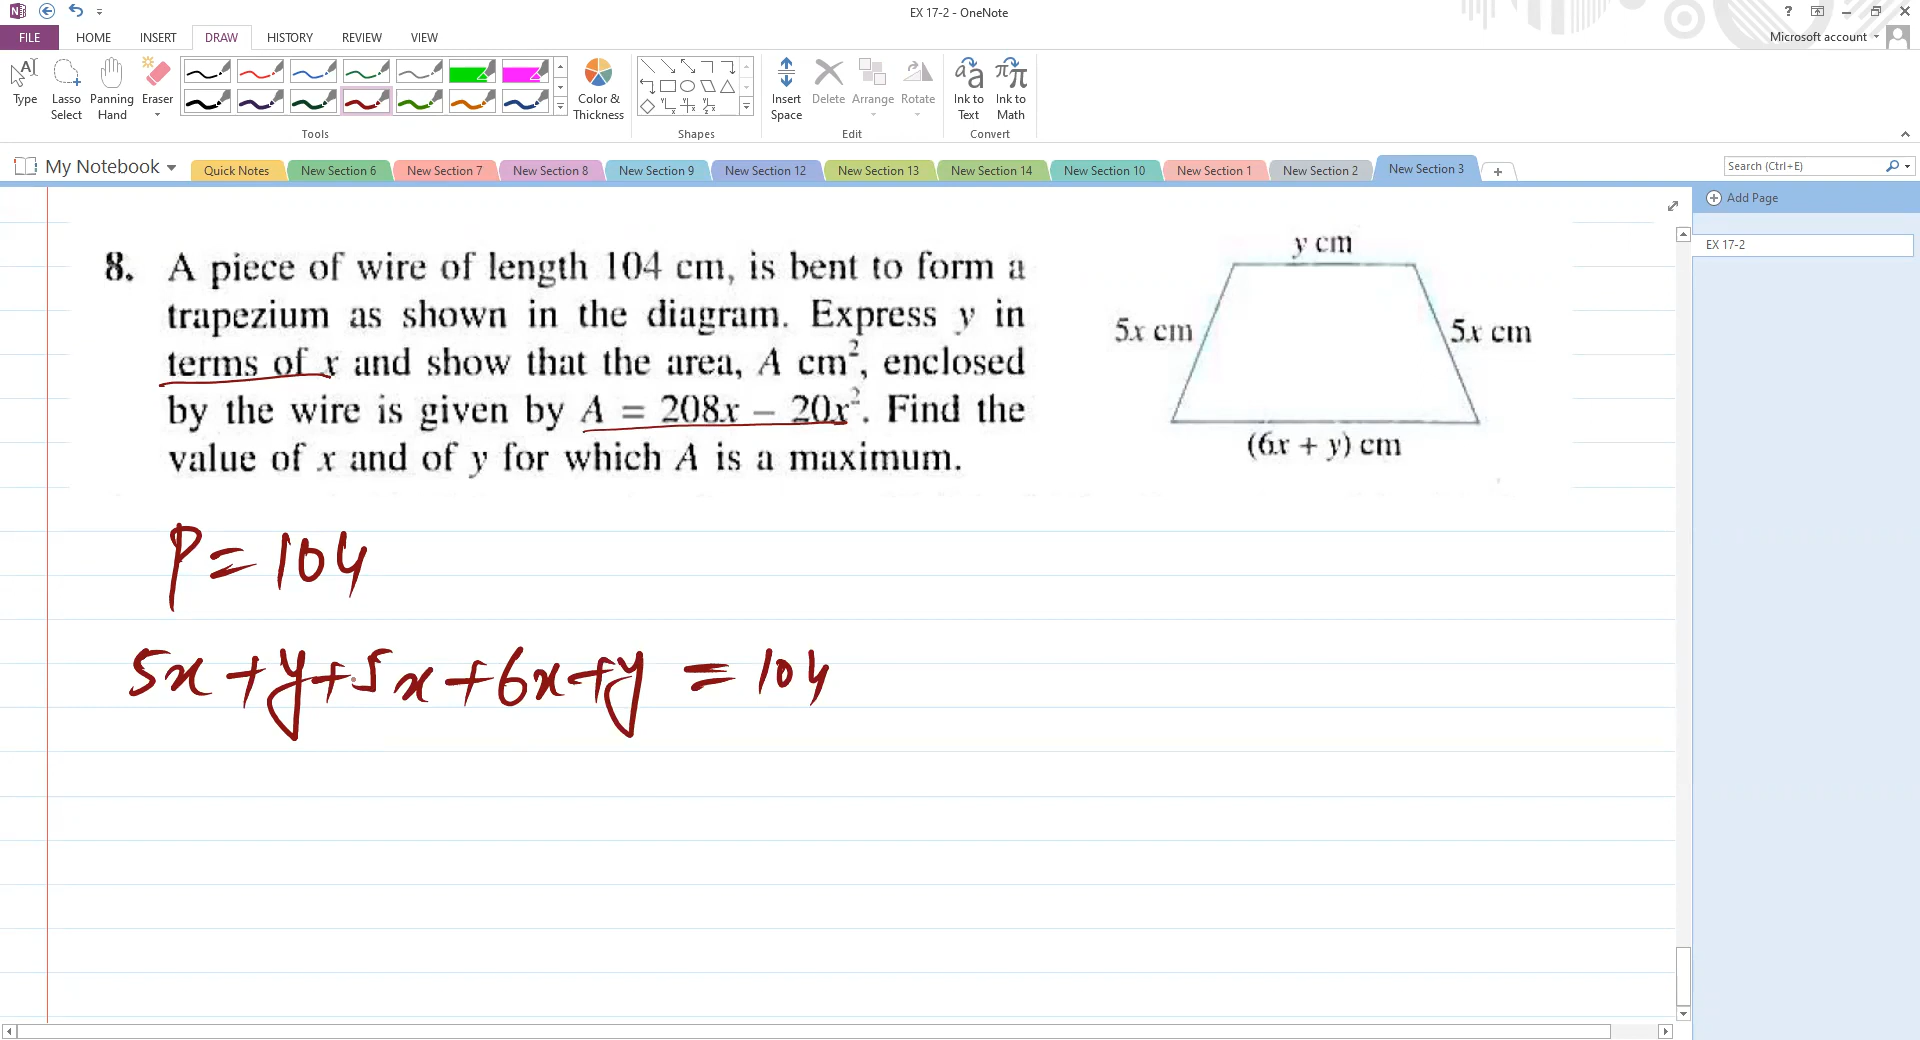 EX 17-2 - OneNote
?
FILE HOME INSERT DRAW HISTORY REVIEW VIEW
Microsoft account
Type
Lasso Select
Panning Hand
Eraser
Color & Thickness
Insert Space
Delete
Arrange
Rotate
Ink to Text
Ink to Math
Tools
Shapes
Edit
Convert
My Notebook
Quick Notes New Section 6 New Section 7 New Section 8 New Section 9 New Section 12 New Section 13 New Section 14 New Section 10 New Section 1 New Section 2 New Section 3
Search (Ctrl+E)
Add Page
EX 17-2
8. A piece of wire of length 104 cm, is bent to form a
trapezium as shown in the diagram. Express y in
terms of x and show that the area, A cm², enclosed
by the wire is given by A = 208x – 20x². Find the
value of x and of y for which A is a maximum.
y cm
5x cm
5x cm
(6x + y) cm
P = 104
5x + y + 5x + 6x + y = 104